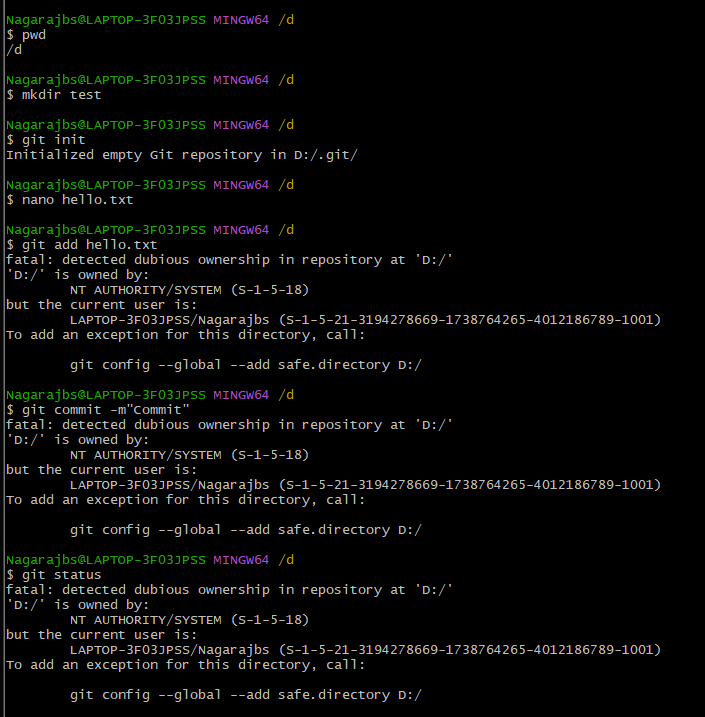 Nagarajbs@LAPTOP-3F03JPSS MINGW64 /d
$ pwd
/d
Nagarajbs@LAPTOP-3F03JPSS MINGW64 /d
$ mkdir test
Nagarajbs@LAPTOP-3F03JPSS MINGW64 /d
$ git init
Initialized empty Git repository in D:/.git/
Nagarajbs@LAPTOP-3F03JPSS MINGW64 /d
$ nano hello.txt
Nagarajbs@LAPTOP-3F03JPSS MINGW64 /d
$ git add hello.txt
fatal: detected dubious ownership in repository at 'D:/'
'D:/' is owned by:
        NT AUTHORITY/SYSTEM (S-1-5-18)
but the current user is:
        LAPTOP-3F03JPSS/Nagarajbs (S-1-5-21-3194278669-1738764265-4012186789-1001)
To add an exception for this directory, call:
        git config --global --add safe.directory D:/
Nagarajbs@LAPTOP-3F03JPSS MINGW64 /d
$ git commit -m"Commit"
fatal: detected dubious ownership in repository at 'D:/'
'D:/' is owned by:
        NT AUTHORITY/SYSTEM (S-1-5-18)
but the current user is:
        LAPTOP-3F03JPSS/Nagarajbs (S-1-5-21-3194278669-1738764265-4012186789-1001)
To add an exception for this directory, call:
        git config --global --add safe.directory D:/
Nagarajbs@LAPTOP-3F03JPSS MINGW64 /d
$ git status
fatal: detected dubious ownership in repository at 'D:/'
'D:/' is owned by:
        NT AUTHORITY/SYSTEM (S-1-5-18)
but the current user is:
        LAPTOP-3F03JPSS/Nagarajbs (S-1-5-21-3194278669-1738764265-4012186789-1001)
To add an exception for this directory, call:
        git config --global --add safe.directory D:/